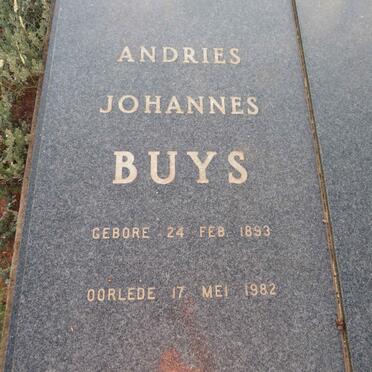 ANDRIES
JOHANNES
BUYS
GEBORE 24 FEB. 1893
OORLEDE 17 MEI 1982